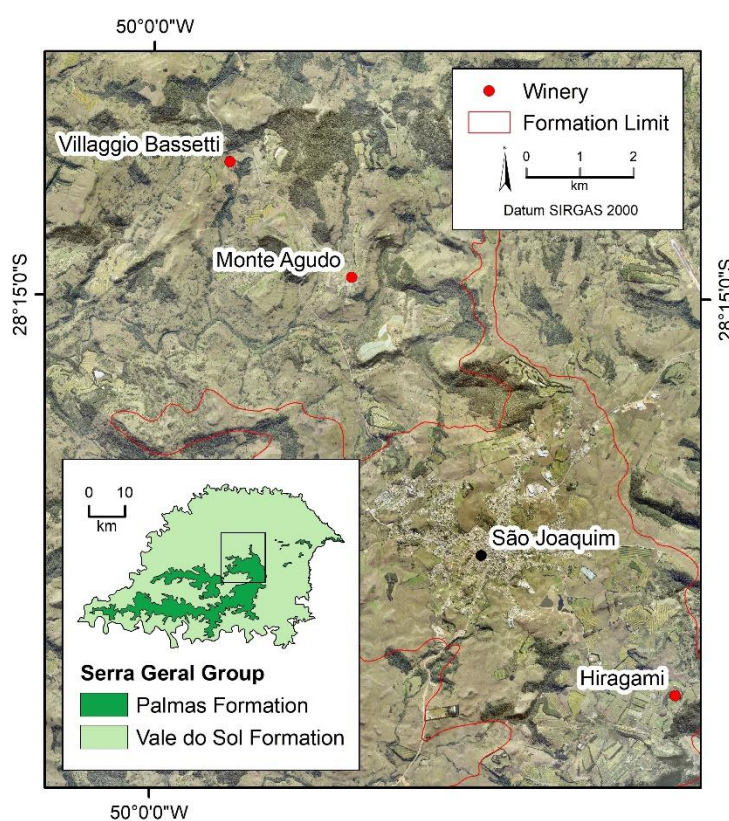 50°0'0"W
Winery
Formation Limit
0 1 2
km
Datum SIRGAS 2000
Villaggio Bassetti
Monte Agudo
28°15'0"S
28°15'0"S
0 10
km
São Joaquim
Hiragami
Serra Geral Group
Palmas Formation
Vale do Sol Formation
50°0'0"W